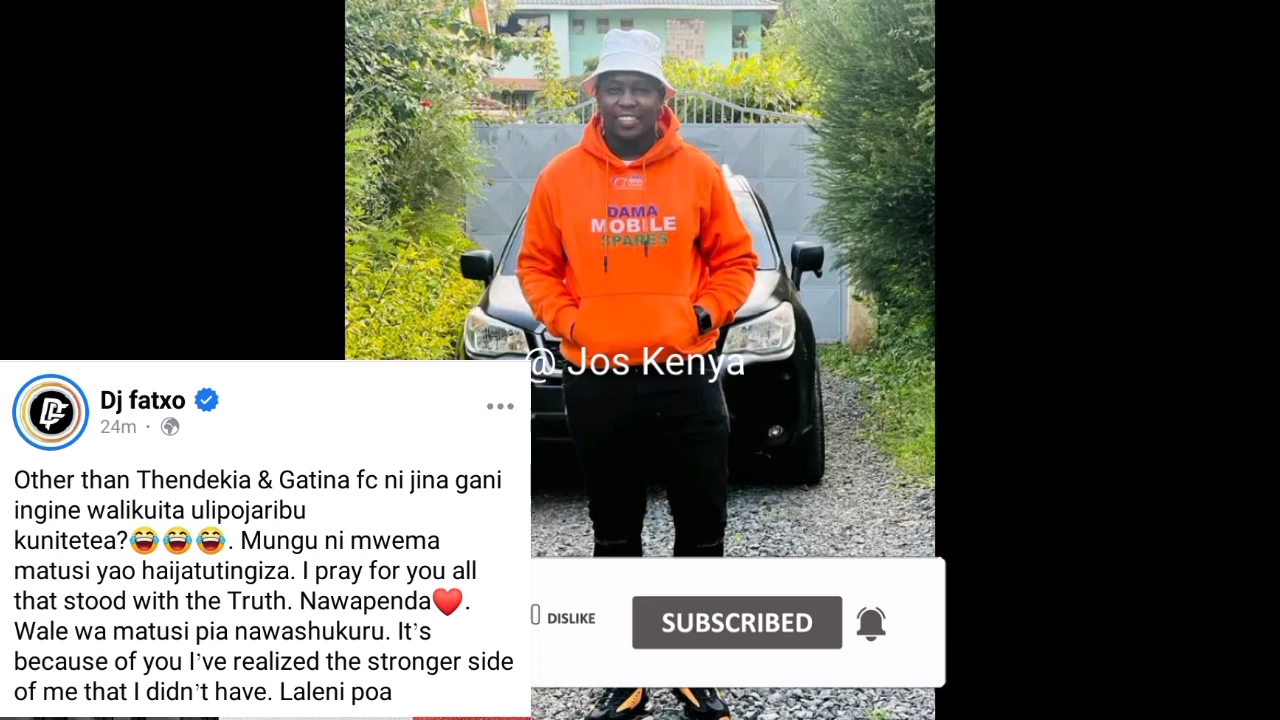 DAMA
MOBILE
SPARES
@ Jos Kenya
Dj fatxo
24m ·
Other than Thendekia & Gatina fc ni jina gani
ingine walikuita ulipojaribu
kunitetea?😂😂😂. Mungu ni mwema
matusi yao haijatutingiza. I pray for you all
that stood with the Truth. Nawapenda❤️.
Wale wa matusi pia nawashukuru. It’s
because of you I’ve realized the stronger side
of me that I didn’t have. Laleni poa
DISLIKE
SUBSCRIBED